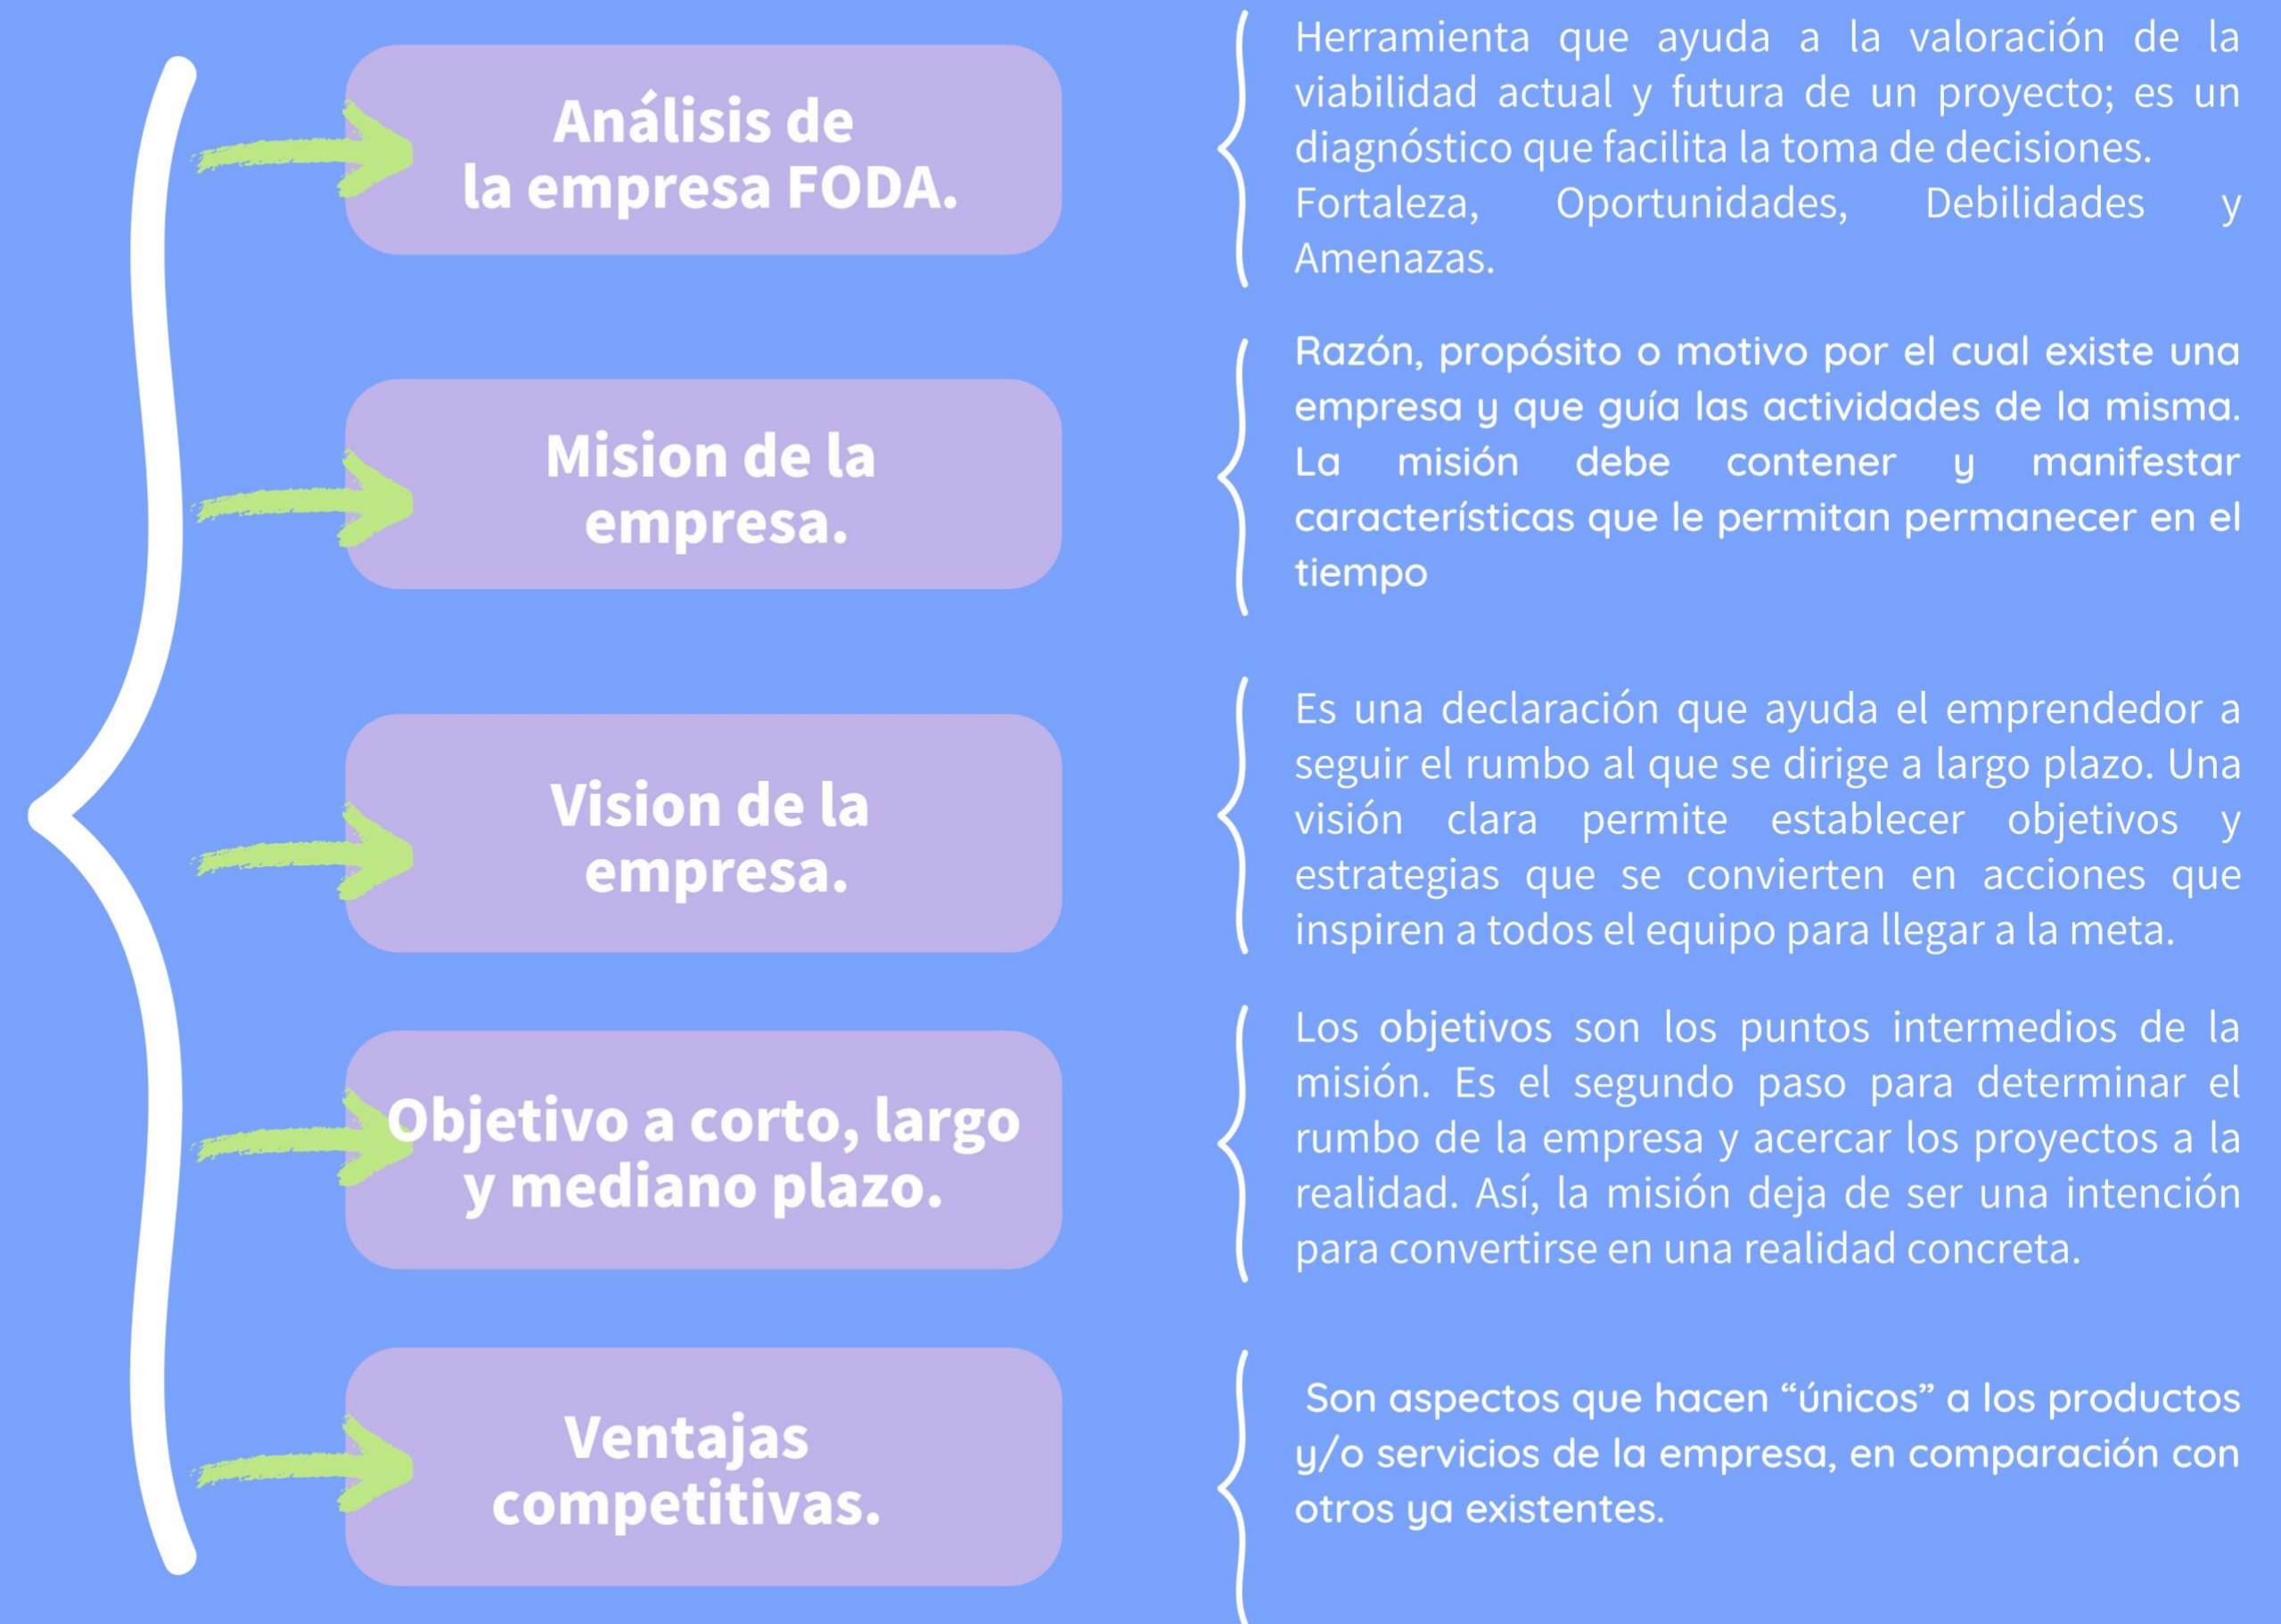 Análisis de
la empresa FODA.
Herramienta que ayuda a la valoración de la
viabilidad actual y futura de un proyecto; es un
diagnóstico que facilita la toma de decisiones.
Fortaleza, Oportunidades, Debilidades y
Amenazas.
Mision de la
empresa.
Razón, propósito o motivo por el cual existe una
empresa y que guía las actividades de la misma.
La misión debe contener y manifestar
características que le permitan permanecer en el
tiempo
Vision de la
empresa.
Es una declaración que ayuda el emprendedor a
seguir el rumbo al que se dirige a largo plazo. Una
visión clara permite establecer objetivos y
estrategias que se convierten en acciones que
inspiren a todos el equipo para llegar a la meta.
Objetivo a corto, largo
y mediano plazo.
Los objetivos son los puntos intermedios de la
misión. Es el segundo paso para determinar el
rumbo de la empresa y acercar los proyectos a la
realidad. Así, la misión deja de ser una intención
para convertirse en una realidad concreta.
Ventajas
competitivas.
Son aspectos que hacen “únicos” a los productos
y/o servicios de la empresa, en comparación con
otros ya existentes.